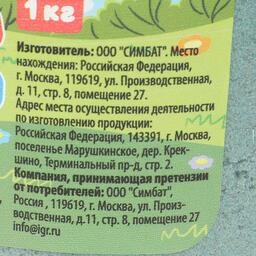 1 кг
Изготовитель: ООО "СИМБАТ". Место
нахождения: Российская Федерация,
г. Москва, 119619, ул. Производственная,
д. 11, стр. 8, помещение 27.
Адрес места осуществления деятельности
по изготовлению продукции:
Российская Федерация, 143391, г. Москва,
поселенье Марушкинское, дер. Крек-
шино, Терминальный пр-д, стр. 2.
Компания, принимающая претензии
от потребителей: ООО "Симбат",
Россия , 119619, г. Москва, ул. Произ-
водственная, д.11, стр. 8, помещение 27
info@igr.ru